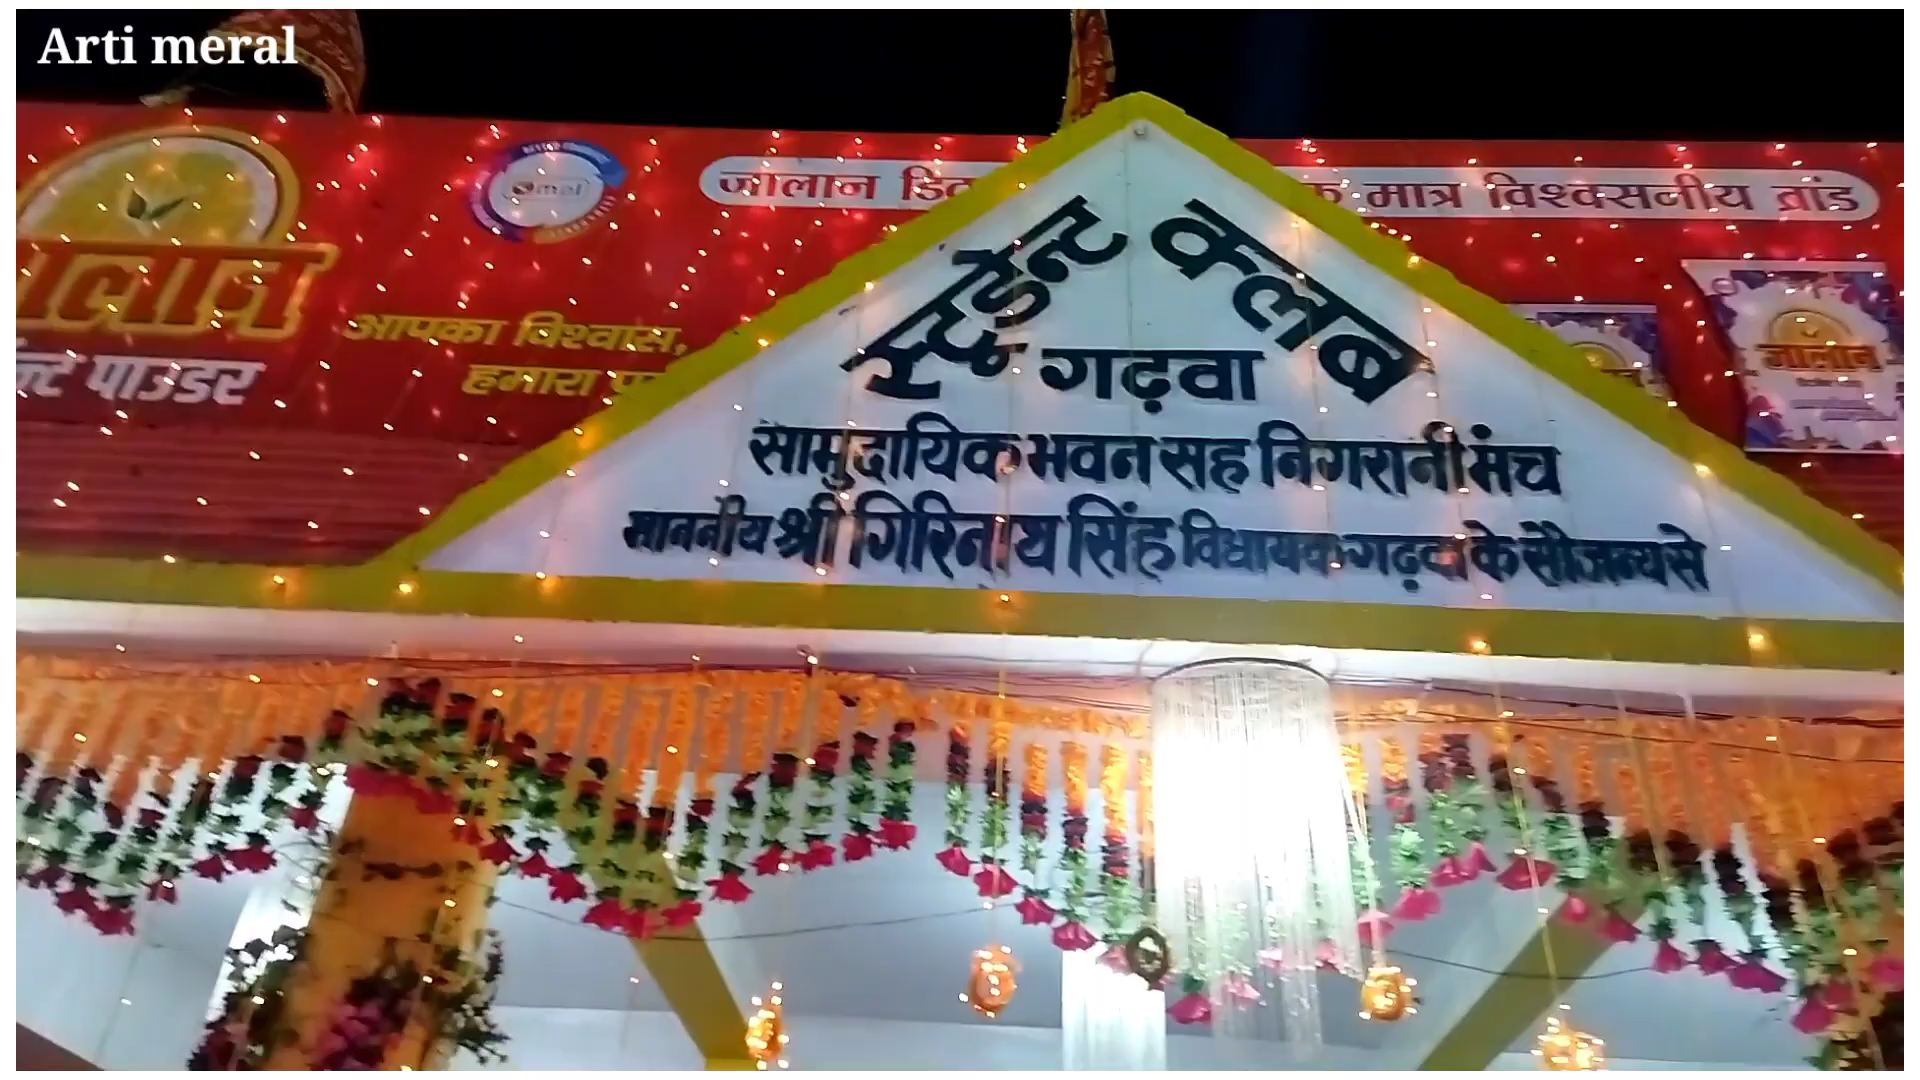 Arti meral
जालान
पाउडर
आपका विश्वास,
हमारा
जालान
मात्र विश्वसनीय ब्रांड
स्टूडेन्ट क्लब
गढ़वा
सामुदायिक भवन सह निगरानी मंच
माननीय श्री गिरिनाथ सिंह विधायक गढ़वा के सौजन्य से
जालान